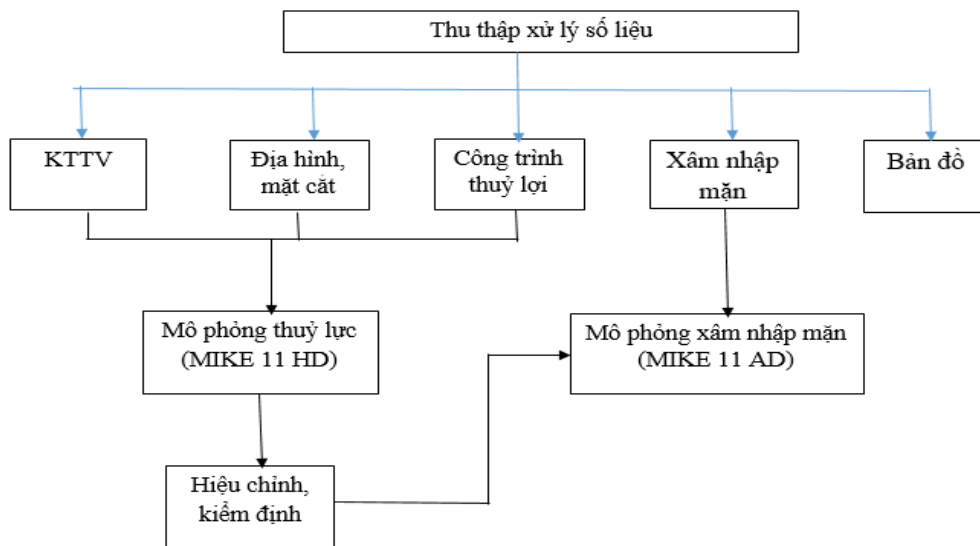 Thu thập xử lý số liệu
KTTV
Địa hình,
mặt cắt
Công trình
thuỷ lợi
Xâm nhập
mặn
Bản đồ
Mô phỏng thuỷ lực
(MIKE 11 HD)
Mô phỏng xâm nhập mặn
(MIKE 11 AD)
Hiệu chỉnh,
kiểm định